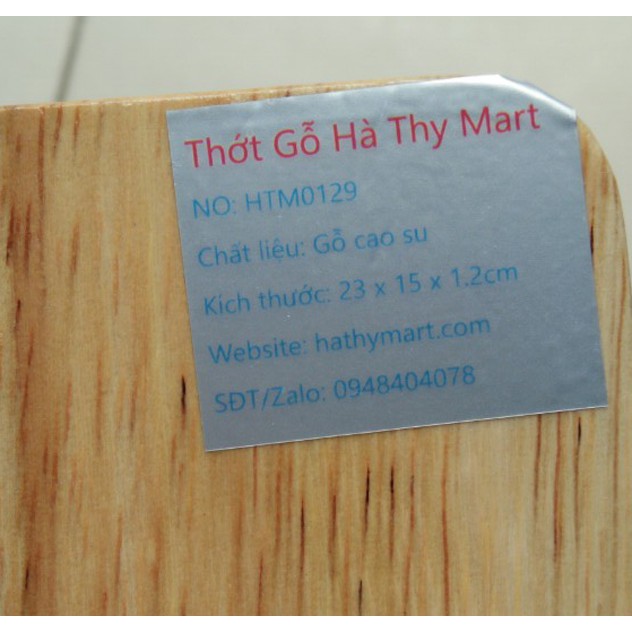 Thớt Gỗ Hà Thy Mart
NO: HTM0129
Chất liệu: Gỗ cao su
Kích thước: 23 x 15 x 1.2cm
Website: hathymart.com
SĐT/Zalo: 0948404078